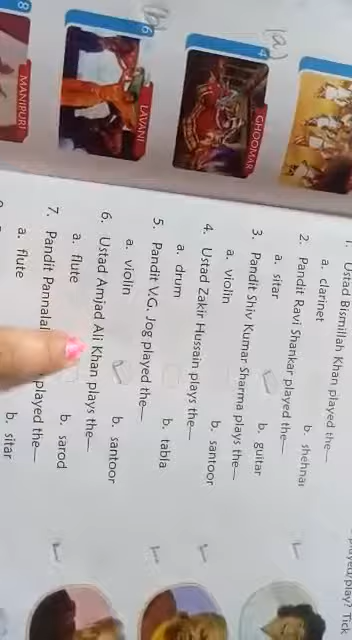 (a)
(b)
4
6
8
GHOOMAR
LAVANI
MANIPURI
played/play? Tick
1. Ustad Bismillah Khan played the—
a. clarinet b. shehnai
2. Pandit Ravi Shankar played the—
a. sitar b. guitar
3. Pandit Shiv Kumar Sharma plays the—
a. violin b. santoor
4. Ustad Zakir Hussain plays the—
a. drum b. tabla
5. Pandit V.G. Jog played the—
a. violin b. santoor
6. Ustad Amjad Ali Khan plays the—
a. flute b. sarod
7. Pandit Pannalal played the—
a. flute b. sitar